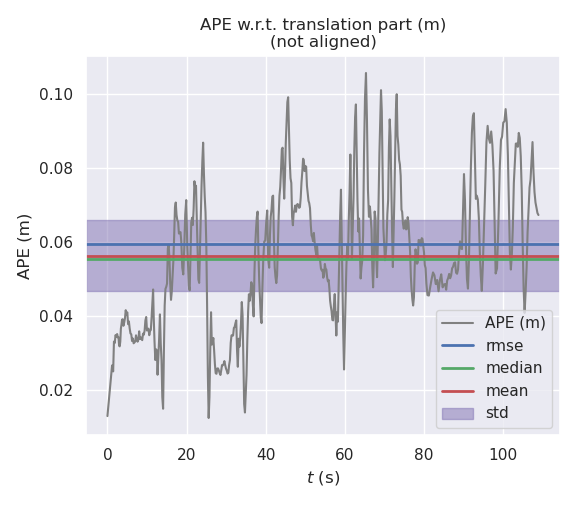 APE w.r.t. translation part (m)
(not aligned)
0.10
0.08
0.06
0.04
0.02
APE (m)
APE (m)
rmse
median
mean
std
0 20 40 60 80 100
t (s)